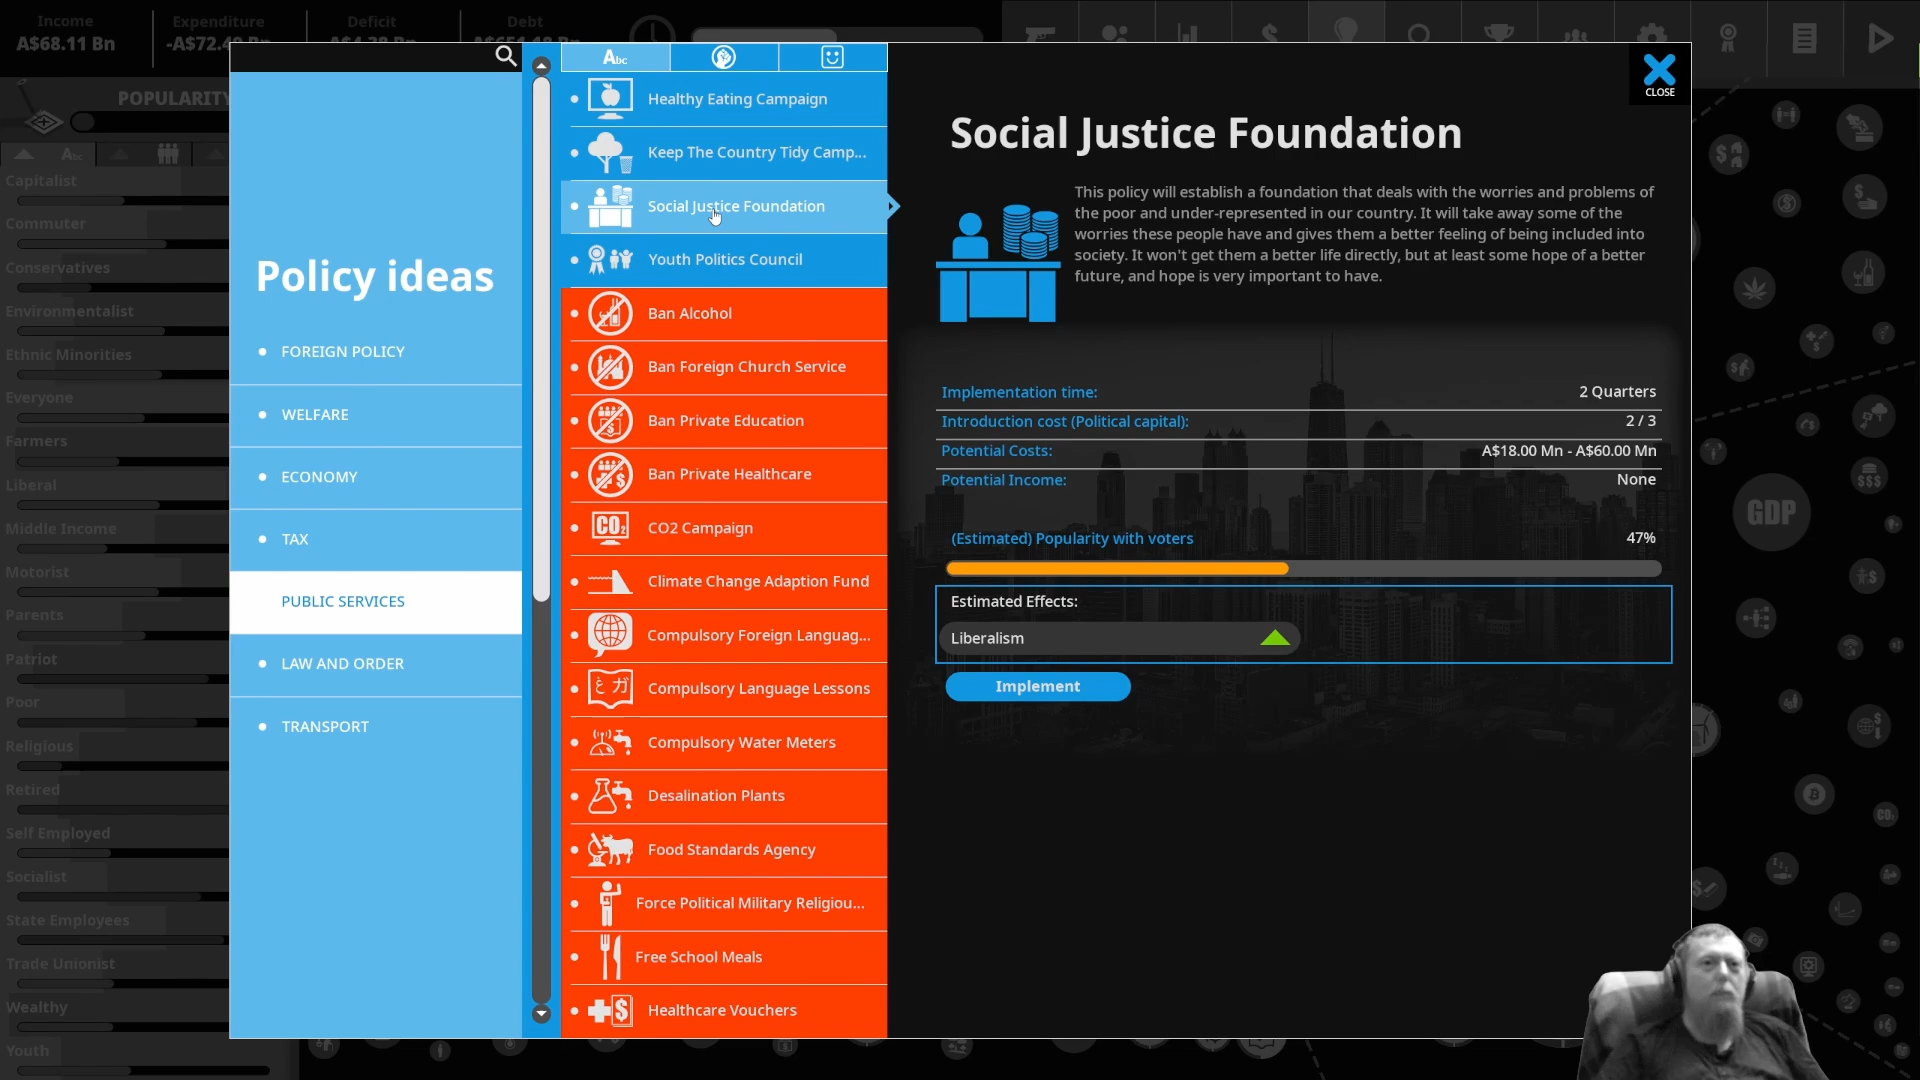 Income
A$68.11 Bn
Expenditure
-A$72.49 Bn
Deficit
Debt
POPULARITY
Abc
Capitalist
Commuter
Conservatives
Environmentalist
Ethnic Minorities
Everyone
Farmers
Liberal
Middle Income
Motorist
Parents
Patriot
Poor
Religious
Retired
Self Employed
Socialist
State Employees
Trade Unionist
Wealthy
Youth
Policy ideas
FOREIGN POLICY
WELFARE
ECONOMY
TAX
PUBLIC SERVICES
LAW AND ORDER
TRANSPORT
Abc
Healthy Eating Campaign
Keep The Country Tidy Camp...
Social Justice Foundation
Youth Politics Council
Ban Alcohol
Ban Foreign Church Service
Ban Private Education
Ban Private Healthcare
CO2 Campaign
Climate Change Adaption Fund
Compulsory Foreign Languag...
Compulsory Language Lessons
Compulsory Water Meters
Desalination Plants
Food Standards Agency
Force Political Military Religiou...
Free School Meals
Healthcare Vouchers
CLOSE
Social Justice Foundation
This policy will establish a foundation that deals with the worries and problems of
the poor and under-represented in our country. It will take away some of the
worries these people have and gives them a better feeling of being included into
society. It won't get them a better life directly, but at least some hope of a better
future, and hope is very important to have.
Implementation time: 2 Quarters
Introduction cost (Political capital): 2 / 3
Potential Costs: A$18.00 Mn - A$60.00 Mn
Potential Income: None
(Estimated) Popularity with voters 47%
Estimated Effects:
Liberalism
Implement
GDP